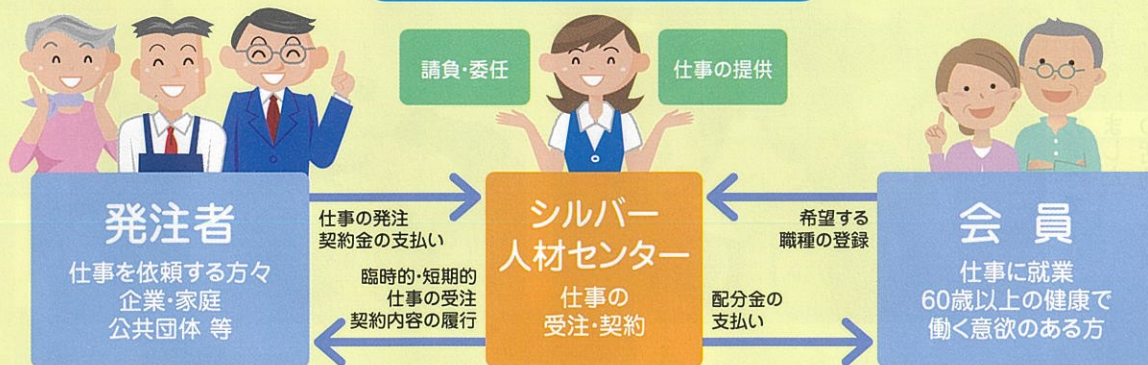 請負・委任
仕事の提供
発注者
仕事を依頼する方々
企業・家庭
公共団体 等
仕事の発注
契約金の支払い
臨時的・短期的
仕事の受注
契約内容の履行
シルバー
人材センター
仕事の
受注・契約
希望する
職種の登録
配分金の
支払い
会員
仕事に就業
60歳以上の健康で
働く意欲のある方